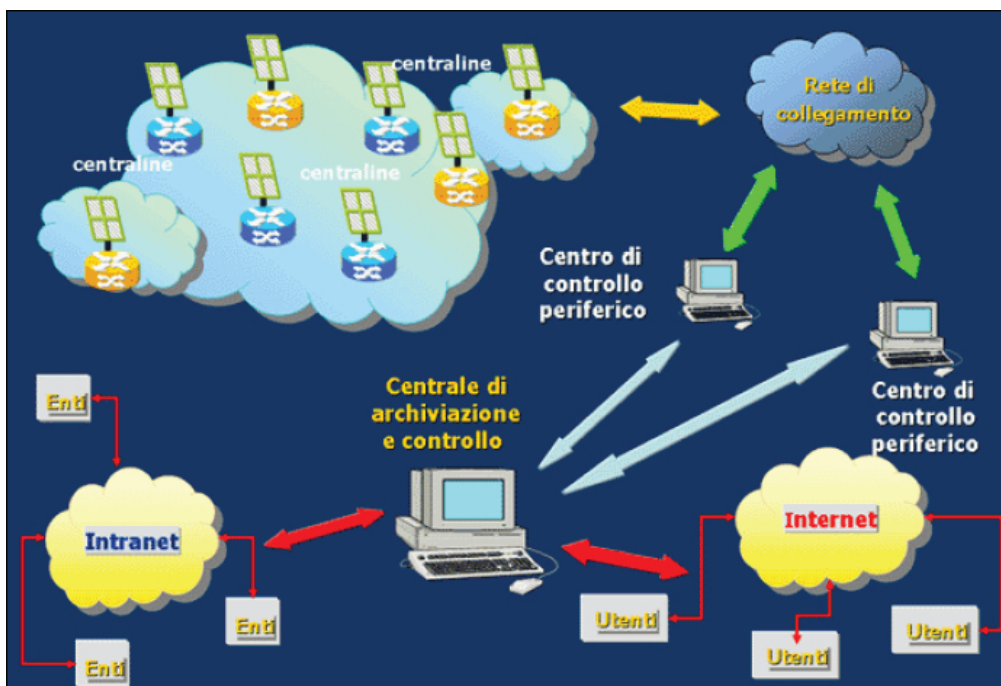 centraline
centraline
centraline
Rete di
collegamento
Centro di
controllo
periferico
Centro di
controllo
periferico
Centrale di
archiviazione
e controllo
Enti
Intranet
Enti
Enti
Internet
Utenti
Utenti
Utenti